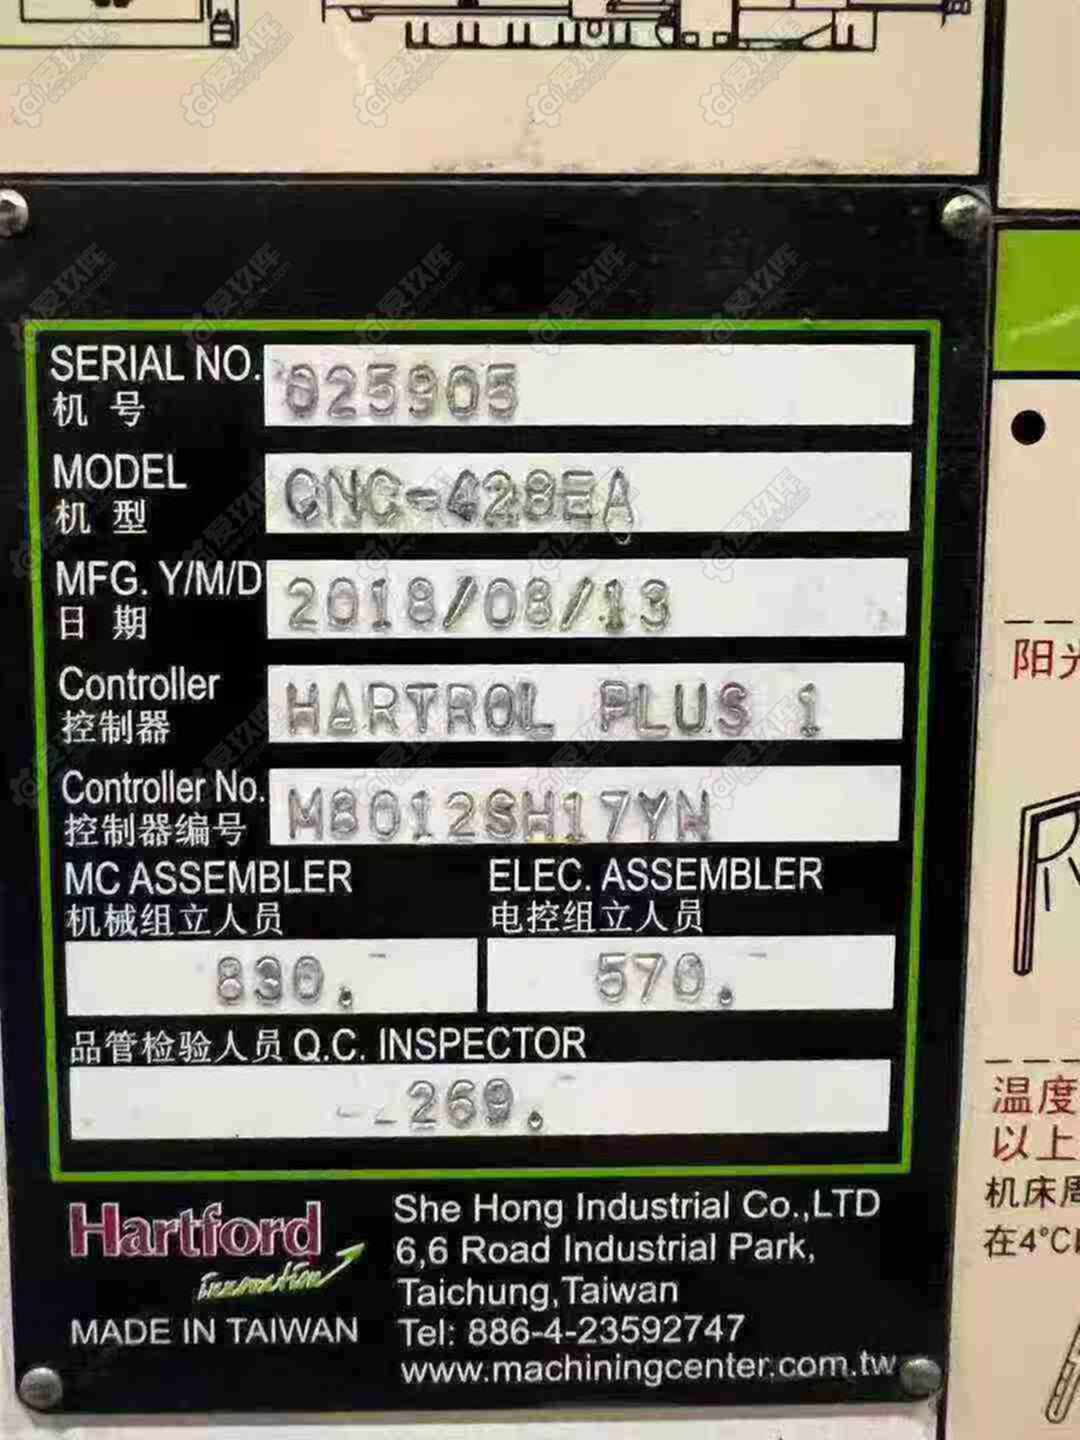 SERIAL NO. 025905
机 号
MODEL CNC-428EA
机 型
MFG. Y/M/D 2018/08/13
日 期
Controller HARTROL PLUS 1
控制器
Controller No. M8012SH17YN
控制器编号
MC ASSEMBLER ELEC. ASSEMBLER
机械组立人员 电控组立人员
830. 570.
品管检验人员 Q.C. INSPECTOR
269.
Hartford
innovation
MADE IN TAIWAN
She Hong Industrial Co.,LTD
6,6 Road Industrial Park,
Taichung,Taiwan
Tel: 886-4-23592747
www.machiningcenter.com.tw
阳光
温度
以上
机床周
在4°C
爱玖库